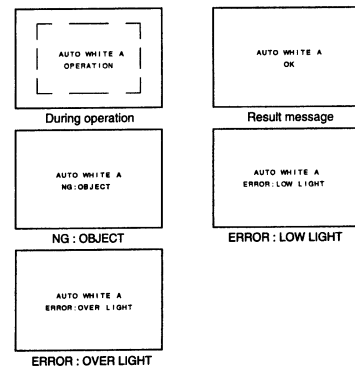 AUTO WHITE A
OPERATION
During operation
AUTO WHITE A
OK
Result message
AUTO WHITE A
NG:OBJECT
NG : OBJECT
AUTO WHITE A
ERROR:LOW LIGHT
ERROR : LOW LIGHT
AUTO WHITE A
ERROR:OVER LIGHT
ERROR : OVER LIGHT